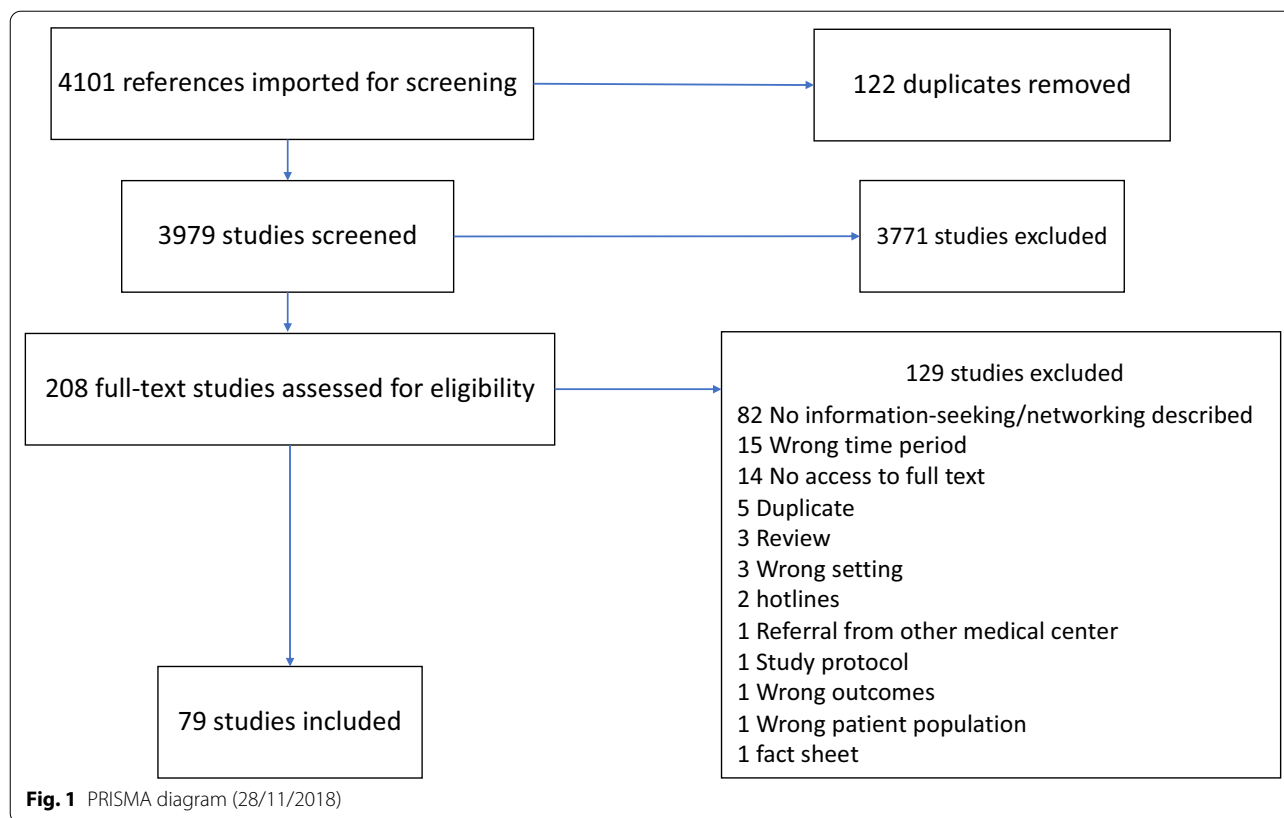 4101 references imported for screening
122 duplicates removed
3979 studies screened
3771 studies excluded
208 full-text studies assessed for eligibility
129 studies excluded
82 No information-seeking/networking described
15 Wrong time period
14 No access to full text
5 Duplicate
3 Review
3 Wrong setting
2 hotlines
1 Referral from other medical center
1 Study protocol
1 Wrong outcomes
1 Wrong patient population
1 fact sheet
79 studies included
Fig. 1 PRISMA diagram (28/11/2018)